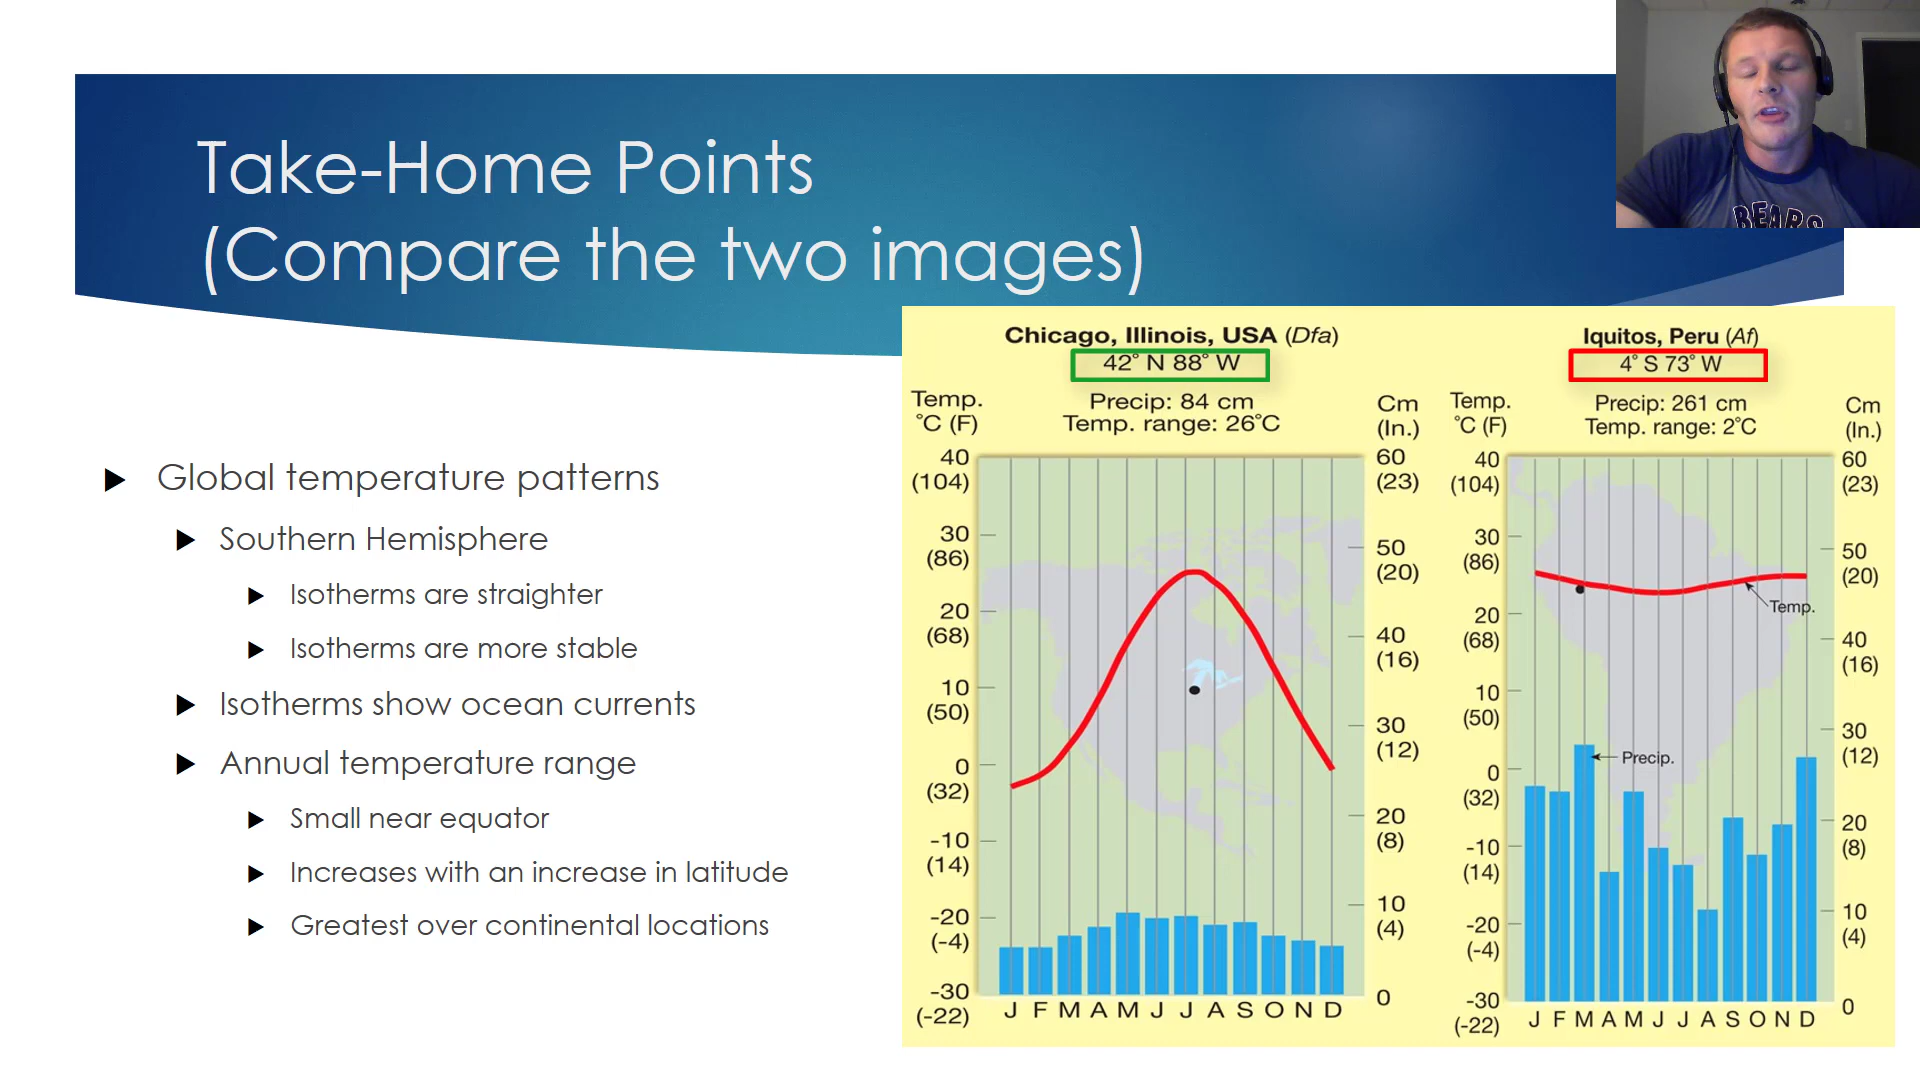 Take-Home Points
(Compare the two images)
BEARS
Global temperature patterns
Southern Hemisphere
Isotherms are straighter
Isotherms are more stable
Isotherms show ocean currents
Annual temperature range
Small near equator
Increases with an increase in latitude
Greatest over continental locations
Chicago, Illinois, USA (Dfa)
42° N 88° W
Precip: 84 cm
Temp. range: 26°C
Temp.
°C (F)
Cm
(In.)
40
(104)
30
(86)
20
(68)
10
(50)
0
(32)
-10
(14)
-20
(-4)
-30
(-22)
60
(23)
50
(20)
40
(16)
30
(12)
20
(8)
10
(4)
0
J F M A M J J A S O N D
Iquitos, Peru (Af)
4° S 73° W
Precip: 261 cm
Temp. range: 2°C
Temp.
°C (F)
Cm
(In.)
40
(104)
30
(86)
20
(68)
10
(50)
0
(32)
-10
(14)
-20
(-4)
-30
(-22)
Temp.
Precip.
60
(23)
50
(20)
40
(16)
30
(12)
20
(8)
10
(4)
0
J F M A M J J A S O N D